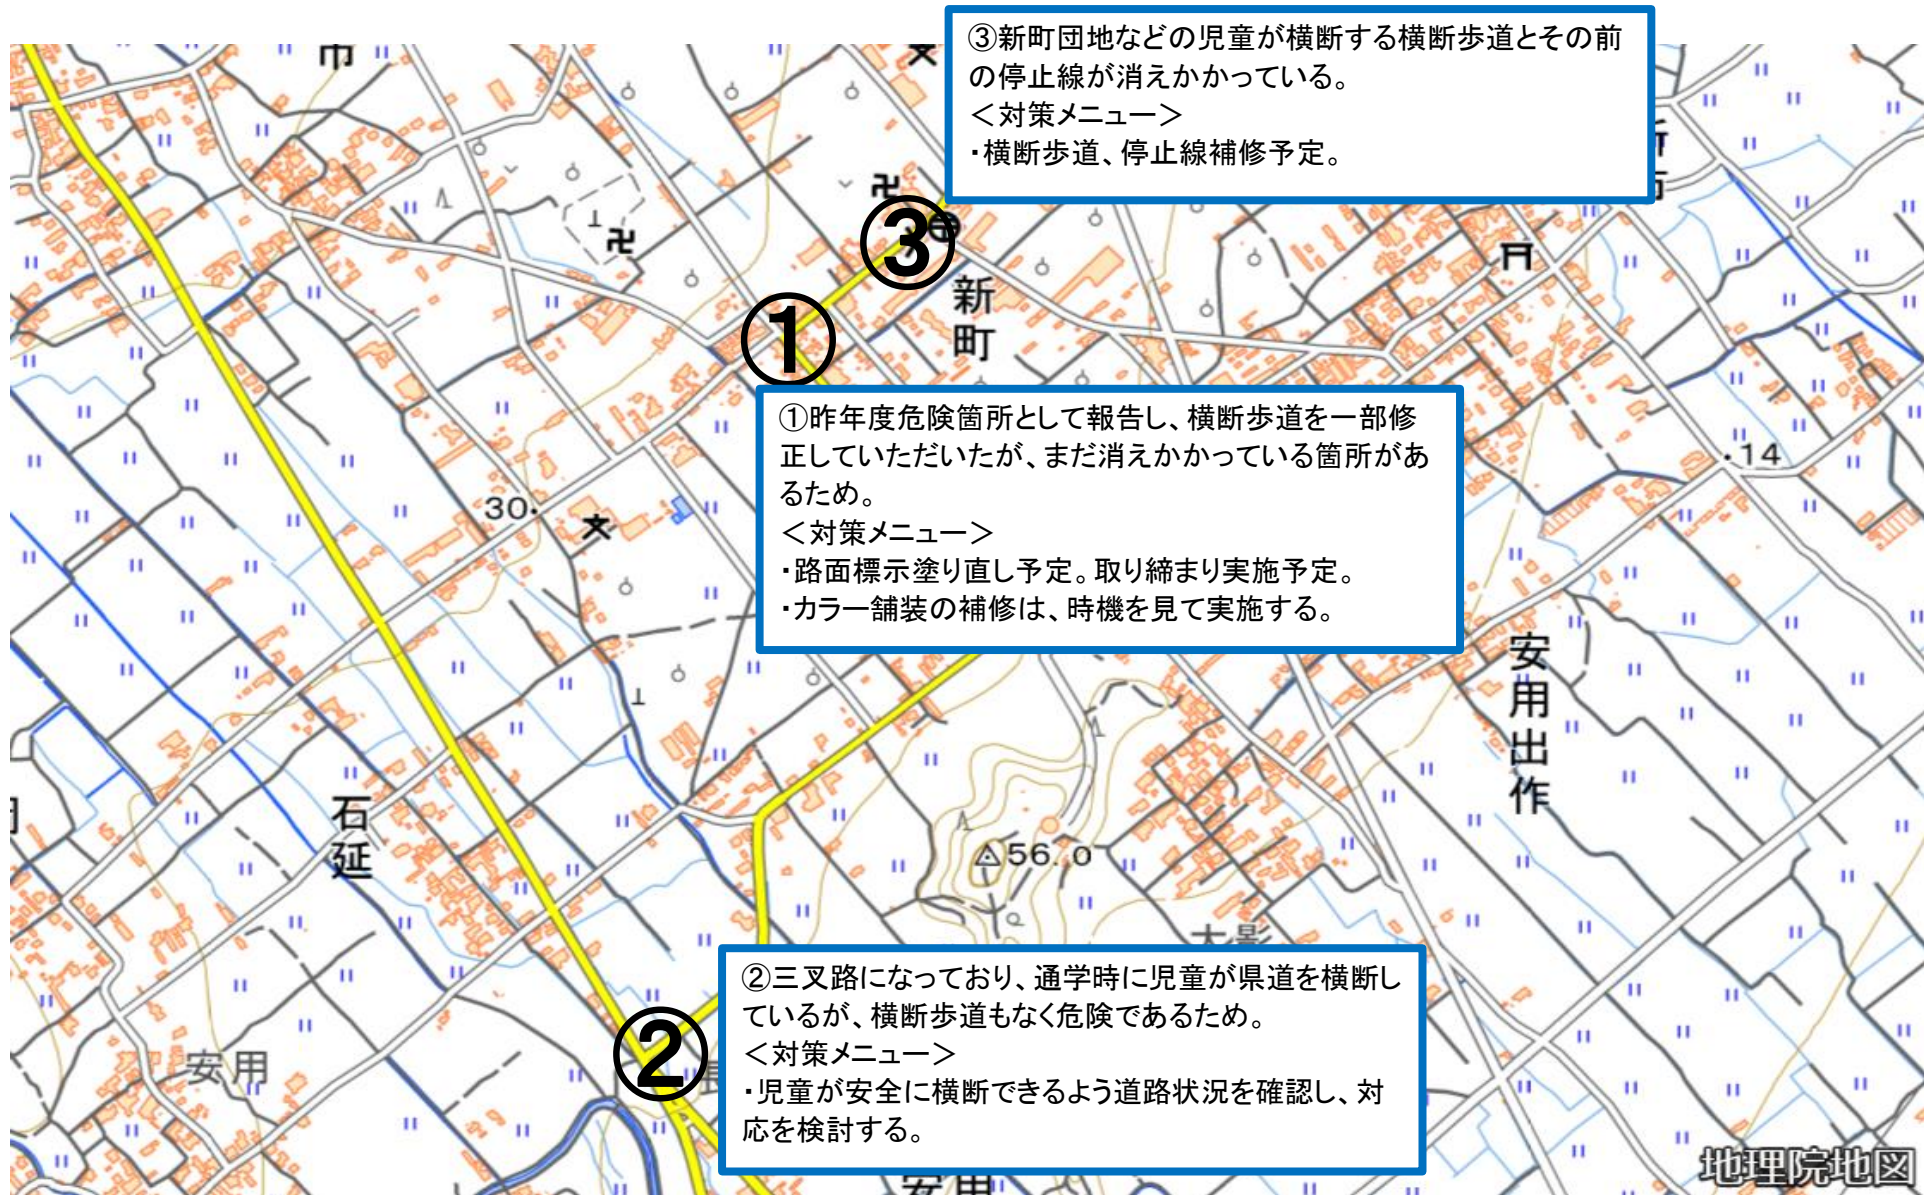 ③新町団地などの児童が横断する横断歩道とその前
の停止線が消えかかっている。
＜対策メニュー＞
・横断歩道、停止線補修予定。
③
新町
①
①昨年度危険箇所として報告し、横断歩道を一部修
正していただいたが、まだ消えかかっている箇所があ
るため。
＜対策メニュー＞
・路面標示塗り直し予定。取り締まり実施予定。
・カラー舗装の補修は、時機を見て実施する。
・14
30・
安用出作
石延
56.0
②三叉路になっており、通学時に児童が県道を横断し
ているが、横断歩道もなく危険であるため。
＜対策メニュー＞
・児童が安全に横断できるよう道路状況を確認し、対
応を検討する。
②
安用
地理院地図